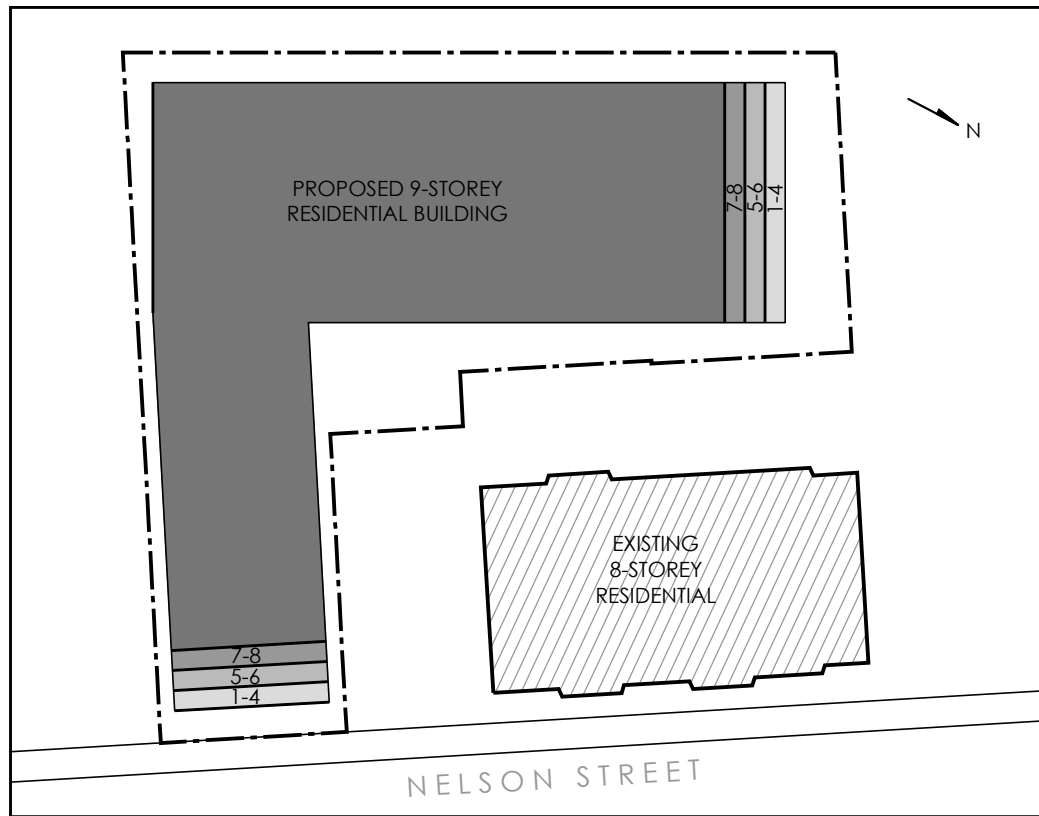 PROPOSED 9-STOREY
RESIDENTIAL BUILDING
7-8
5-6
1-4
N
EXISTING
8-STOREY
RESIDENTIAL
7-8
5-6
1-4
NELSON STREET